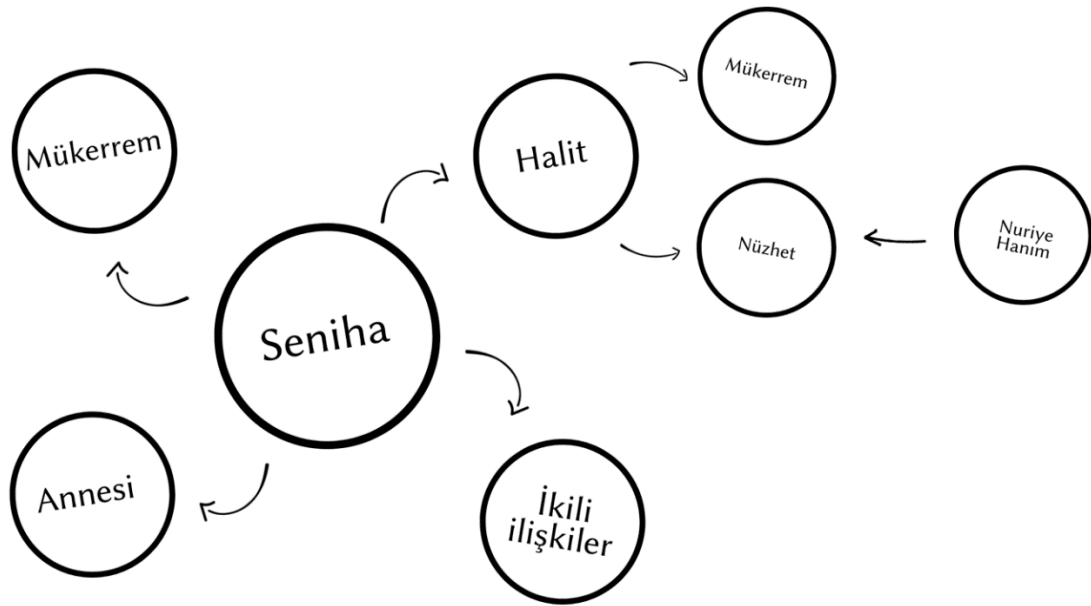 Mükerrem
Halit
Mükerrem
Nüzhet
Nuriye
Hanım
Seniha
Annesi
İkili
ilişkiler